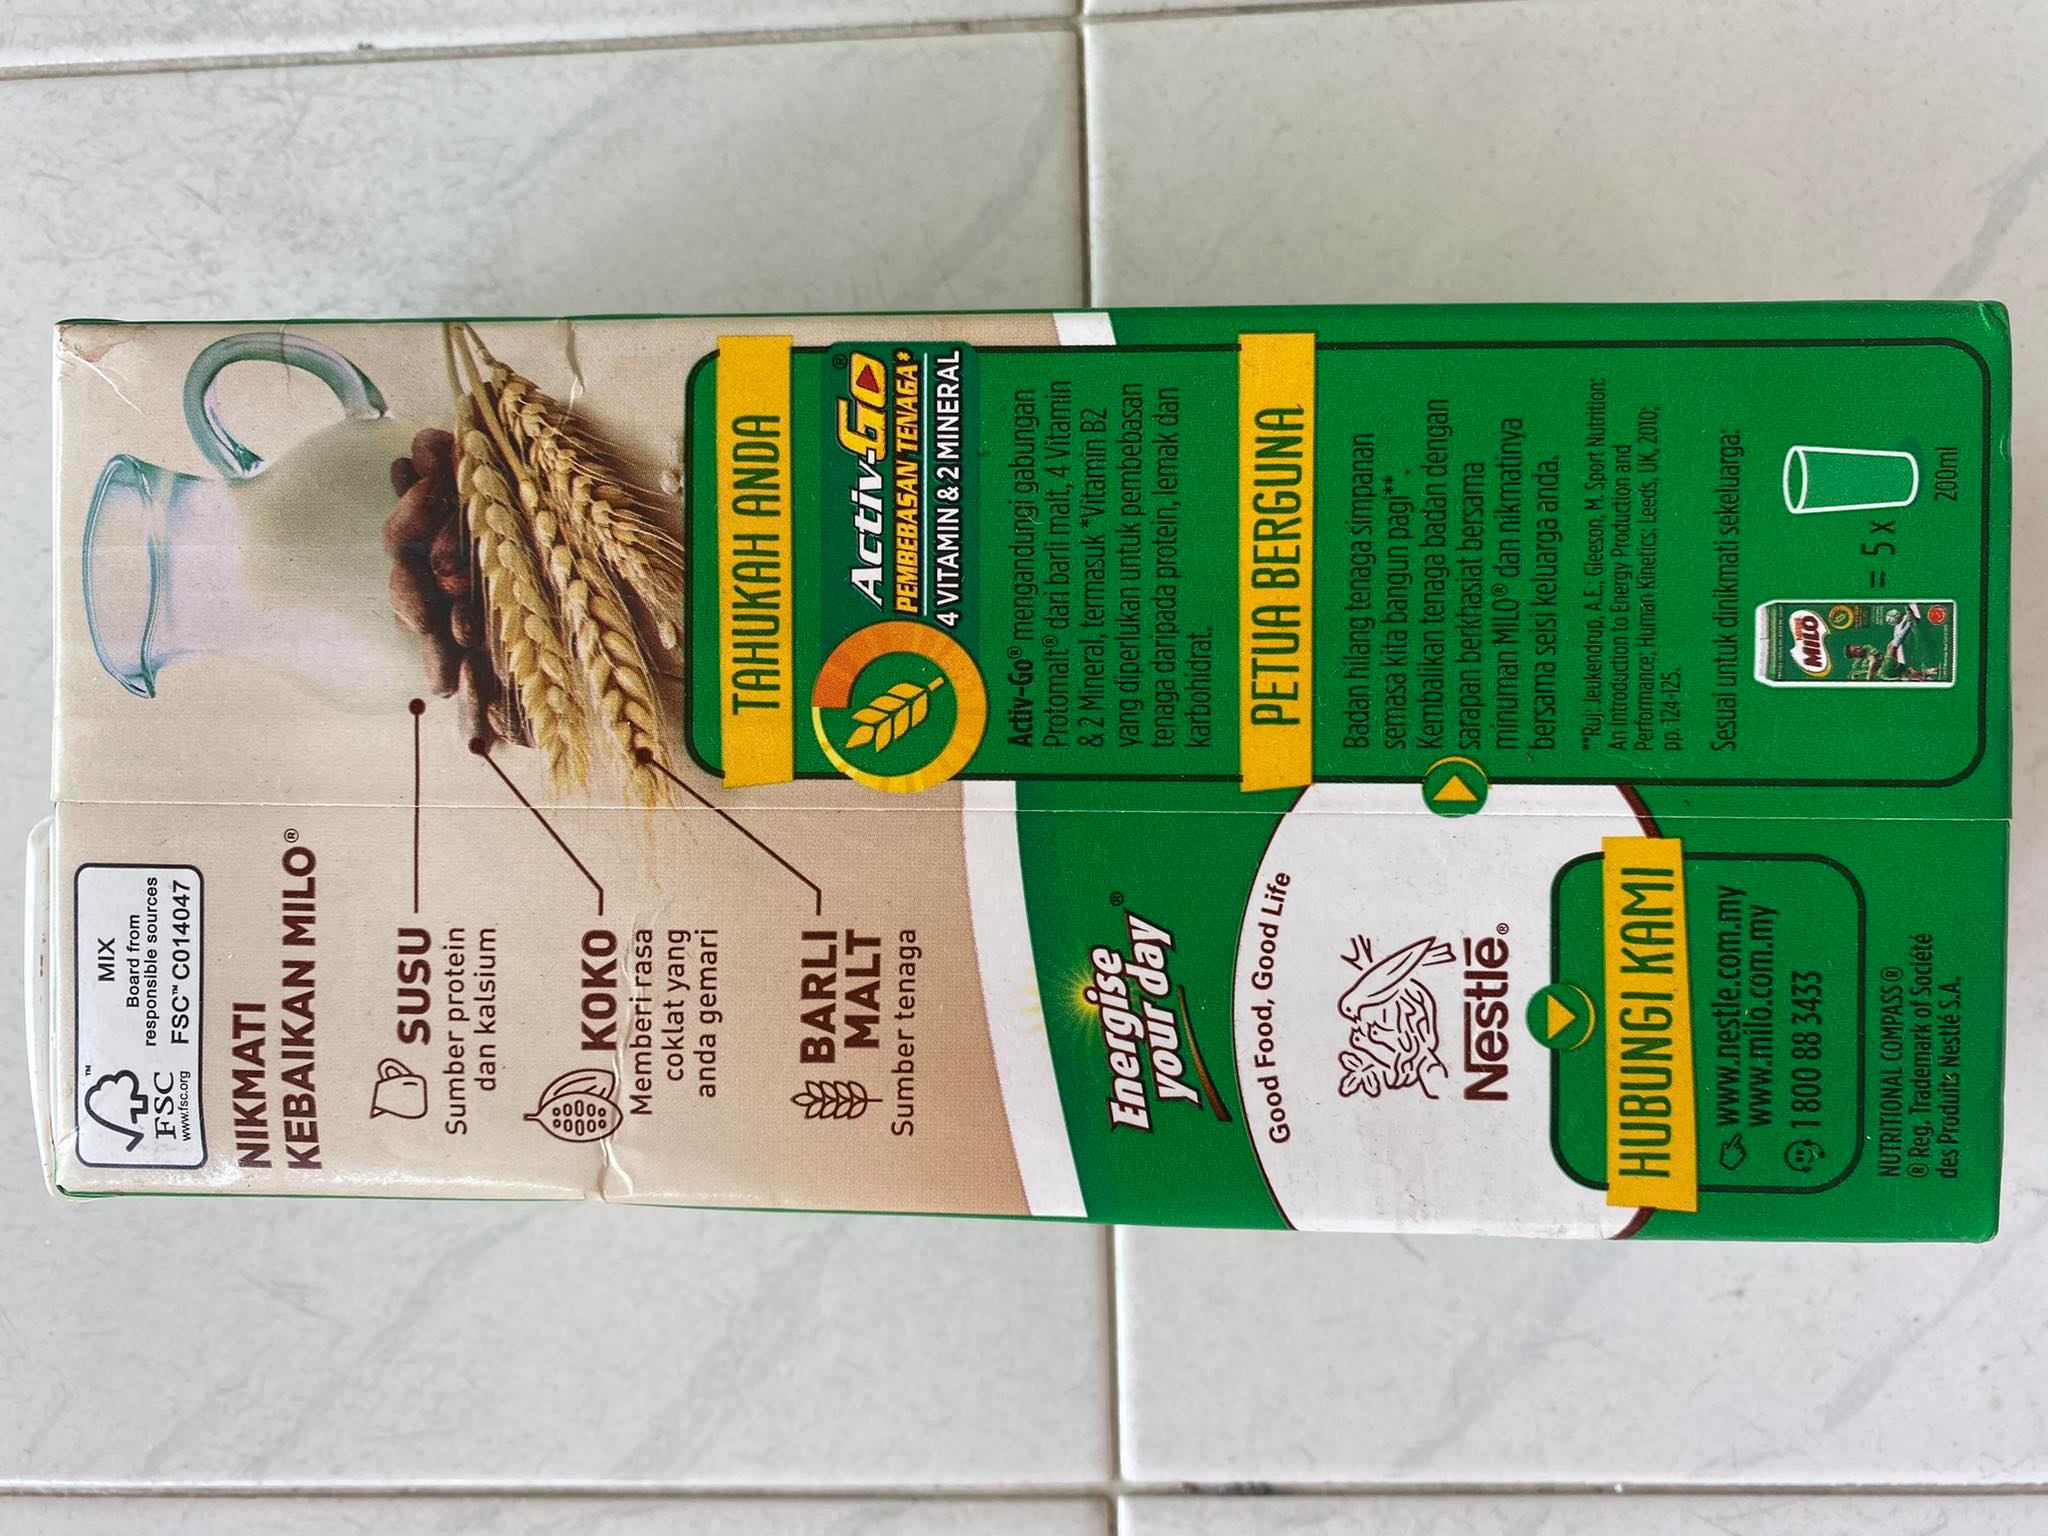 MIX
Board from
responsible sources
FSC™ C014047
™
FSC
www.fsc.org
NIKMATI
KEBAIKAN MILO®
SUSU
Sumber protein
dan kalsium
KOKO
Memberi rasa
coklat yang
anda gemari
BARLI
MALT
Sumber tenaga
Energise
your day®
Good Food, Good Life
Nestlé®
HUBUNGI KAMI
www.nestle.com.my
www.milo.com.my
1 800 88 3433
NUTRITIONAL COMPASS®
® Reg. Trademark of Société
des Produits Nestlé S.A.
TAHUKAH ANDA
Activ-Go®
PEMBEBASAN TENAGA*
4 VITAMIN & 2 MINERAL
Activ-Go® mengandungi gabungan
Protomalt® dari barli malt, 4 Vitamin
& 2 Mineral, termasuk *Vitamin B2
yang diperlukan untuk pembebasan
tenaga daripada protein, lemak dan
karbohidrat.
PETUA BERGUNA
Badan hilang tenaga simpanan
semasa kita bangun pagi**.
Kembalikan tenaga badan dengan
sarapan berkhasiat bersama
minuman MILO® dan nikmatinya
bersama seisi keluarga anda.
**Ruj: Jeukendrup, A.E., Gleeson, M. Sport Nutrition:
An Introduction to Energy Production and
Performance; Human Kinetics: Leeds, UK, 2010;
pp. 124-125.
Sesuai untuk dinikmati sekeluarga:
MILO
= 5 x
200ml